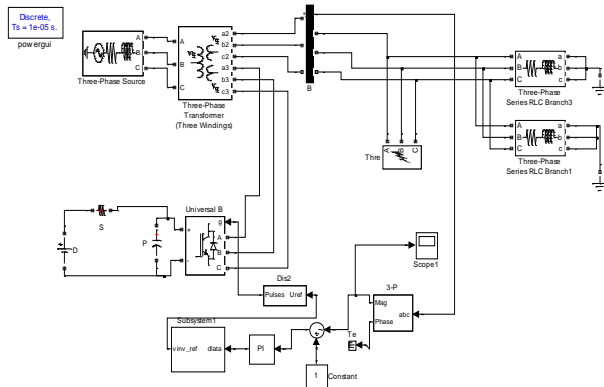 Discrete,
Ts = 1e-05 s.
powergui
A
B
C
Three-Phase Source
A
B
C
a2
b2
c2
a3
b3
c3
Three-Phase
Transformer
(Three Windings)
B
A B C
Thre
A
B
C
a
b
c
Three-Phase
Series RLC Branch3
A
B
C
a
b
c
Three-Phase
Series RLC Branch1
S
D
P
Universal B
g
A
B
C
+
-
Dis2
Pulses Uref
Scope1
3-P
Mag
Phase
abc
Te
Subsystem1
vinv_ref
data
PI
1
Constant